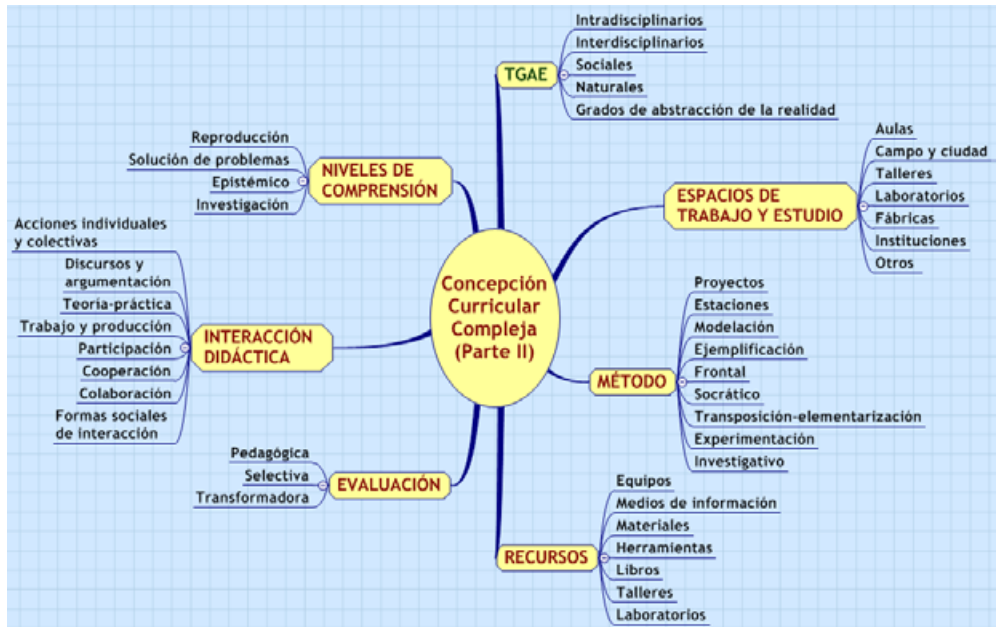 Concepción
Curricular
Compleja
(Parte II)
TGAE
Intradisciplinarios
Interdisciplinarios
Sociales
Naturales
Grados de abstracción de la realidad
ESPACIOS DE
TRABAJO Y ESTUDIO
Aulas
Campo y ciudad
Talleres
Laboratorios
Fábricas
Instituciones
Otros
MÉTODO
Proyectos
Estaciones
Modelación
Ejemplificación
Frontal
Socrático
Transposición-elementarización
Experimentación
Investigativo
RECURSOS
Equipos
Medios de información
Materiales
Herramientas
Libros
Talleres
Laboratorios
NIVELES DE
COMPRENSIÓN
Reproducción
Solución de problemas
Epistémico
Investigación
INTERACCIÓN
DIDÁCTICA
Acciones individuales
y colectivas
Discursos y
argumentación
Teoría-práctica
Trabajo y producción
Participación
Cooperación
Colaboración
Formas sociales
de interacción
EVALUACIÓN
Pedagógica
Selectiva
Transformadora